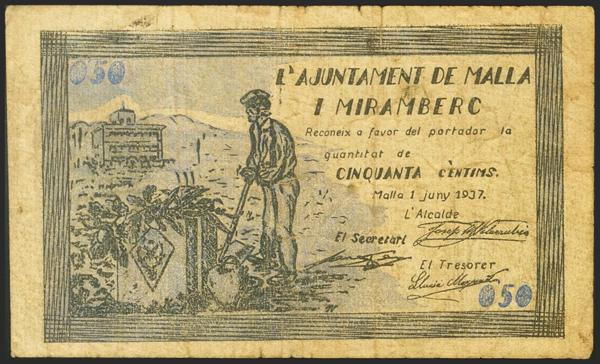 050
L'AJUNTAMENT DE MALLA
I MIRAMBERC
Reconeix a favor del portador la
quantitat de
CINQUANTA CÈNTIMS.
Malla 1 juny 1937.
L'Alcalde
El Secretari
El Tresorer
050